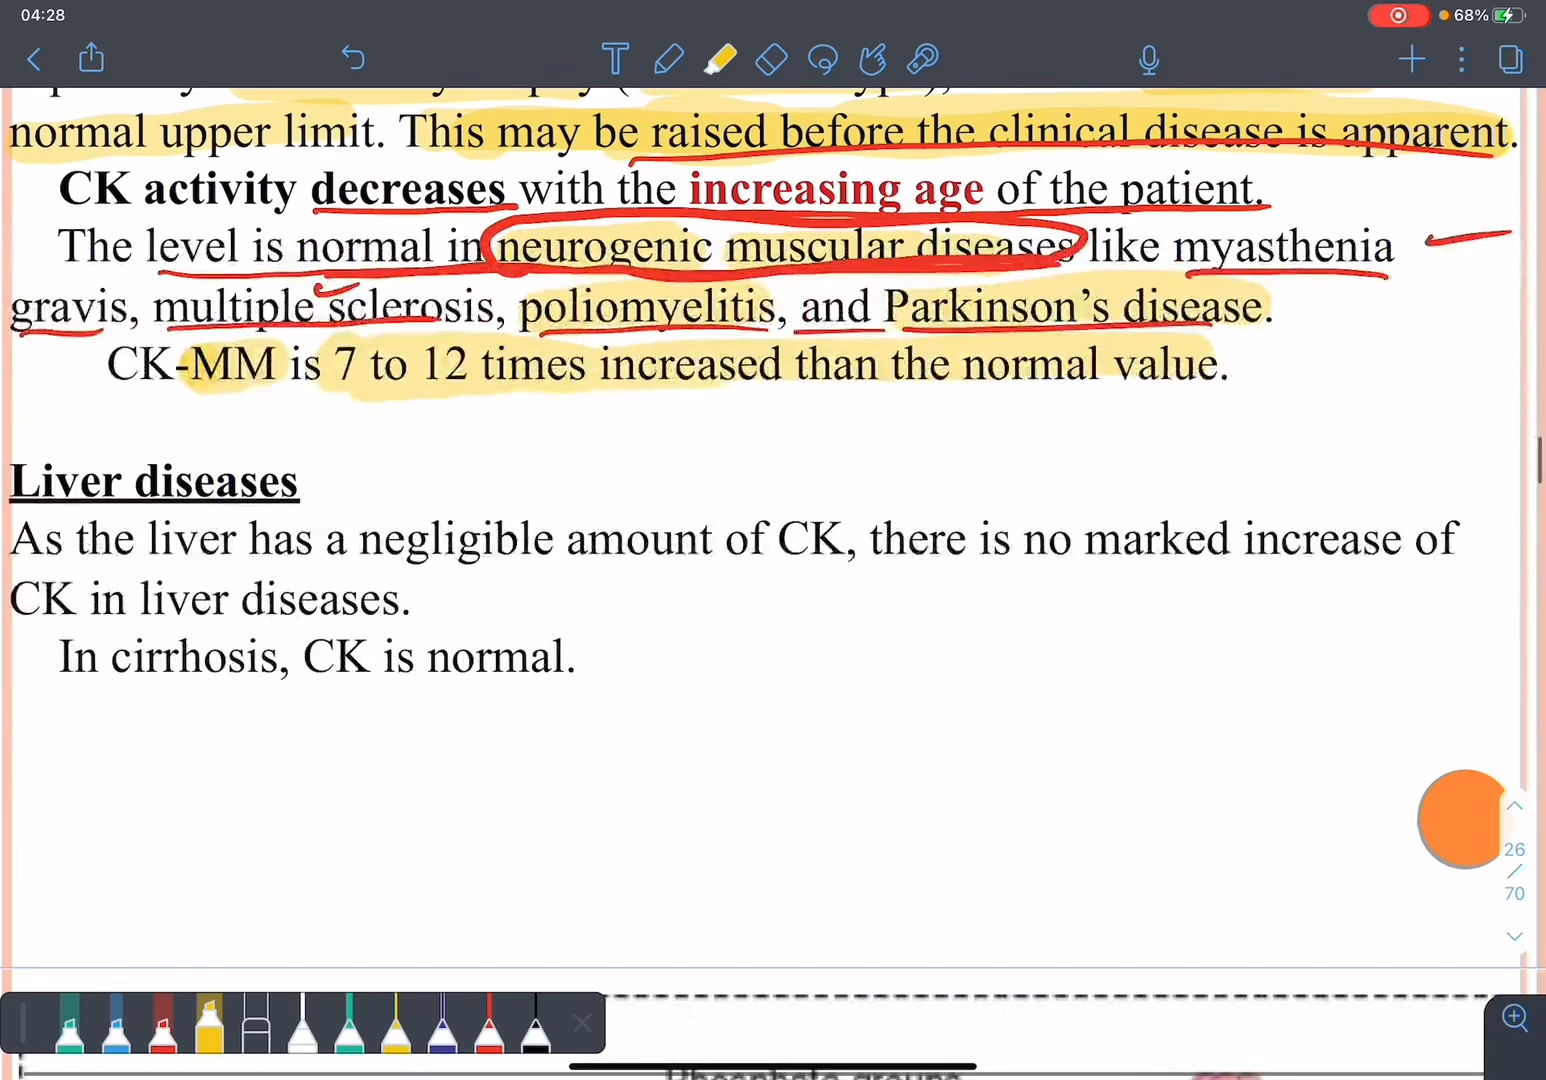 04:28
68%
normal upper limit. This may be raised before the clinical disease is apparent.
CK activity decreases with the increasing age of the patient.
The level is normal in neurogenic muscular diseases like myasthenia
gravis, multiple sclerosis, poliomyelitis, and Parkinson’s disease.
CK-MM is 7 to 12 times increased than the normal value.
Liver diseases
As the liver has a negligible amount of CK, there is no marked increase of
CK in liver diseases.
In cirrhosis, CK is normal.
26
/
70